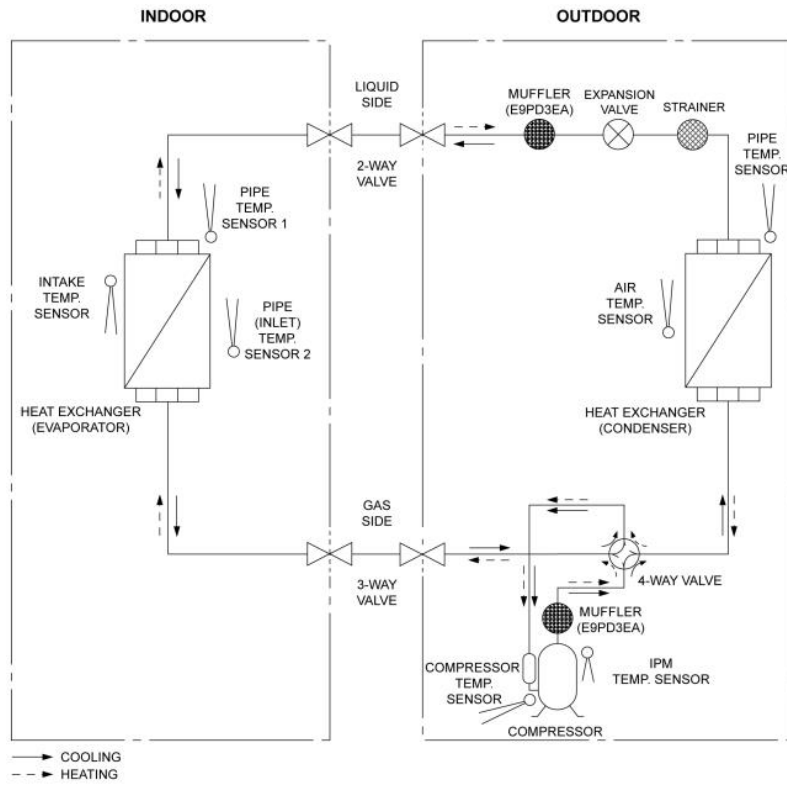 INDOOR
OUTDOOR
LIQUID
SIDE
2-WAY
VALVE
MUFFLER
(E9PD3EA)
EXPANSION
VALVE
STRAINER
PIPE
TEMP.
SENSOR
PIPE
TEMP.
SENSOR 1
INTAKE
TEMP.
SENSOR
PIPE
(INLET)
TEMP.
SENSOR 2
AIR
TEMP.
SENSOR
HEAT EXCHANGER
(EVAPORATOR)
HEAT EXCHANGER
(CONDENSER)
GAS
SIDE
3-WAY
VALVE
4-WAY VALVE
MUFFLER
(E9PD3EA)
COMPRESSOR
TEMP.
SENSOR
IPM
TEMP. SENSOR
COMPRESSOR
COOLING
HEATING